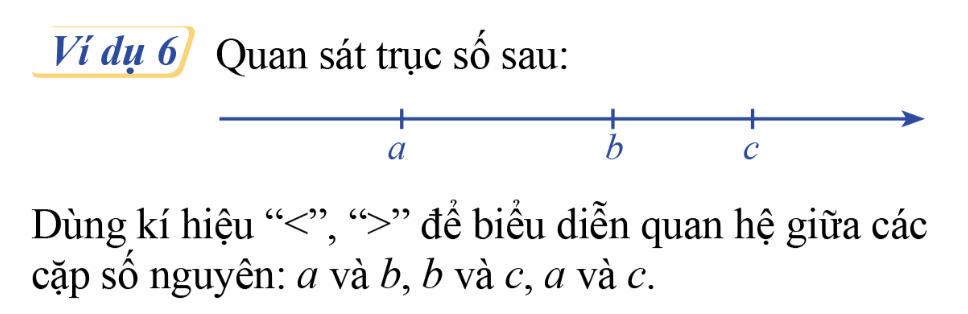 Ví dụ 6 Quan sát trục số sau:
a b c
Dùng kí hiệu “<”, “>” để biểu diễn quan hệ giữa các
cặp số nguyên: a và b, b và c, a và c.